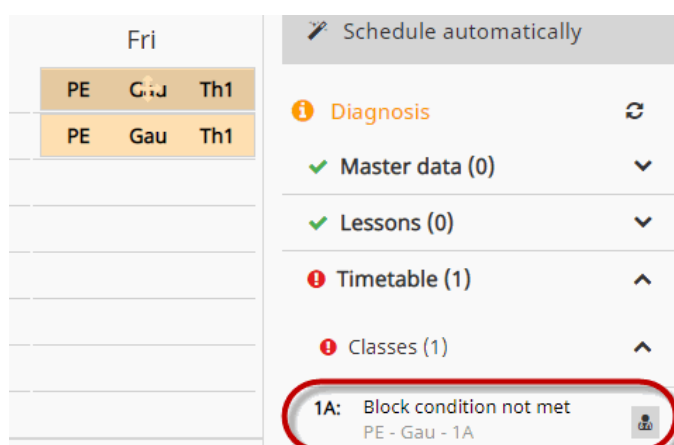 Fri
PE Gau Th1
PE Gau Th1
Schedule automatically
Diagnosis
Master data (0)
Lessons (0)
Timetable (1)
Classes (1)
1A: Block condition not met
PE - Gau - 1A